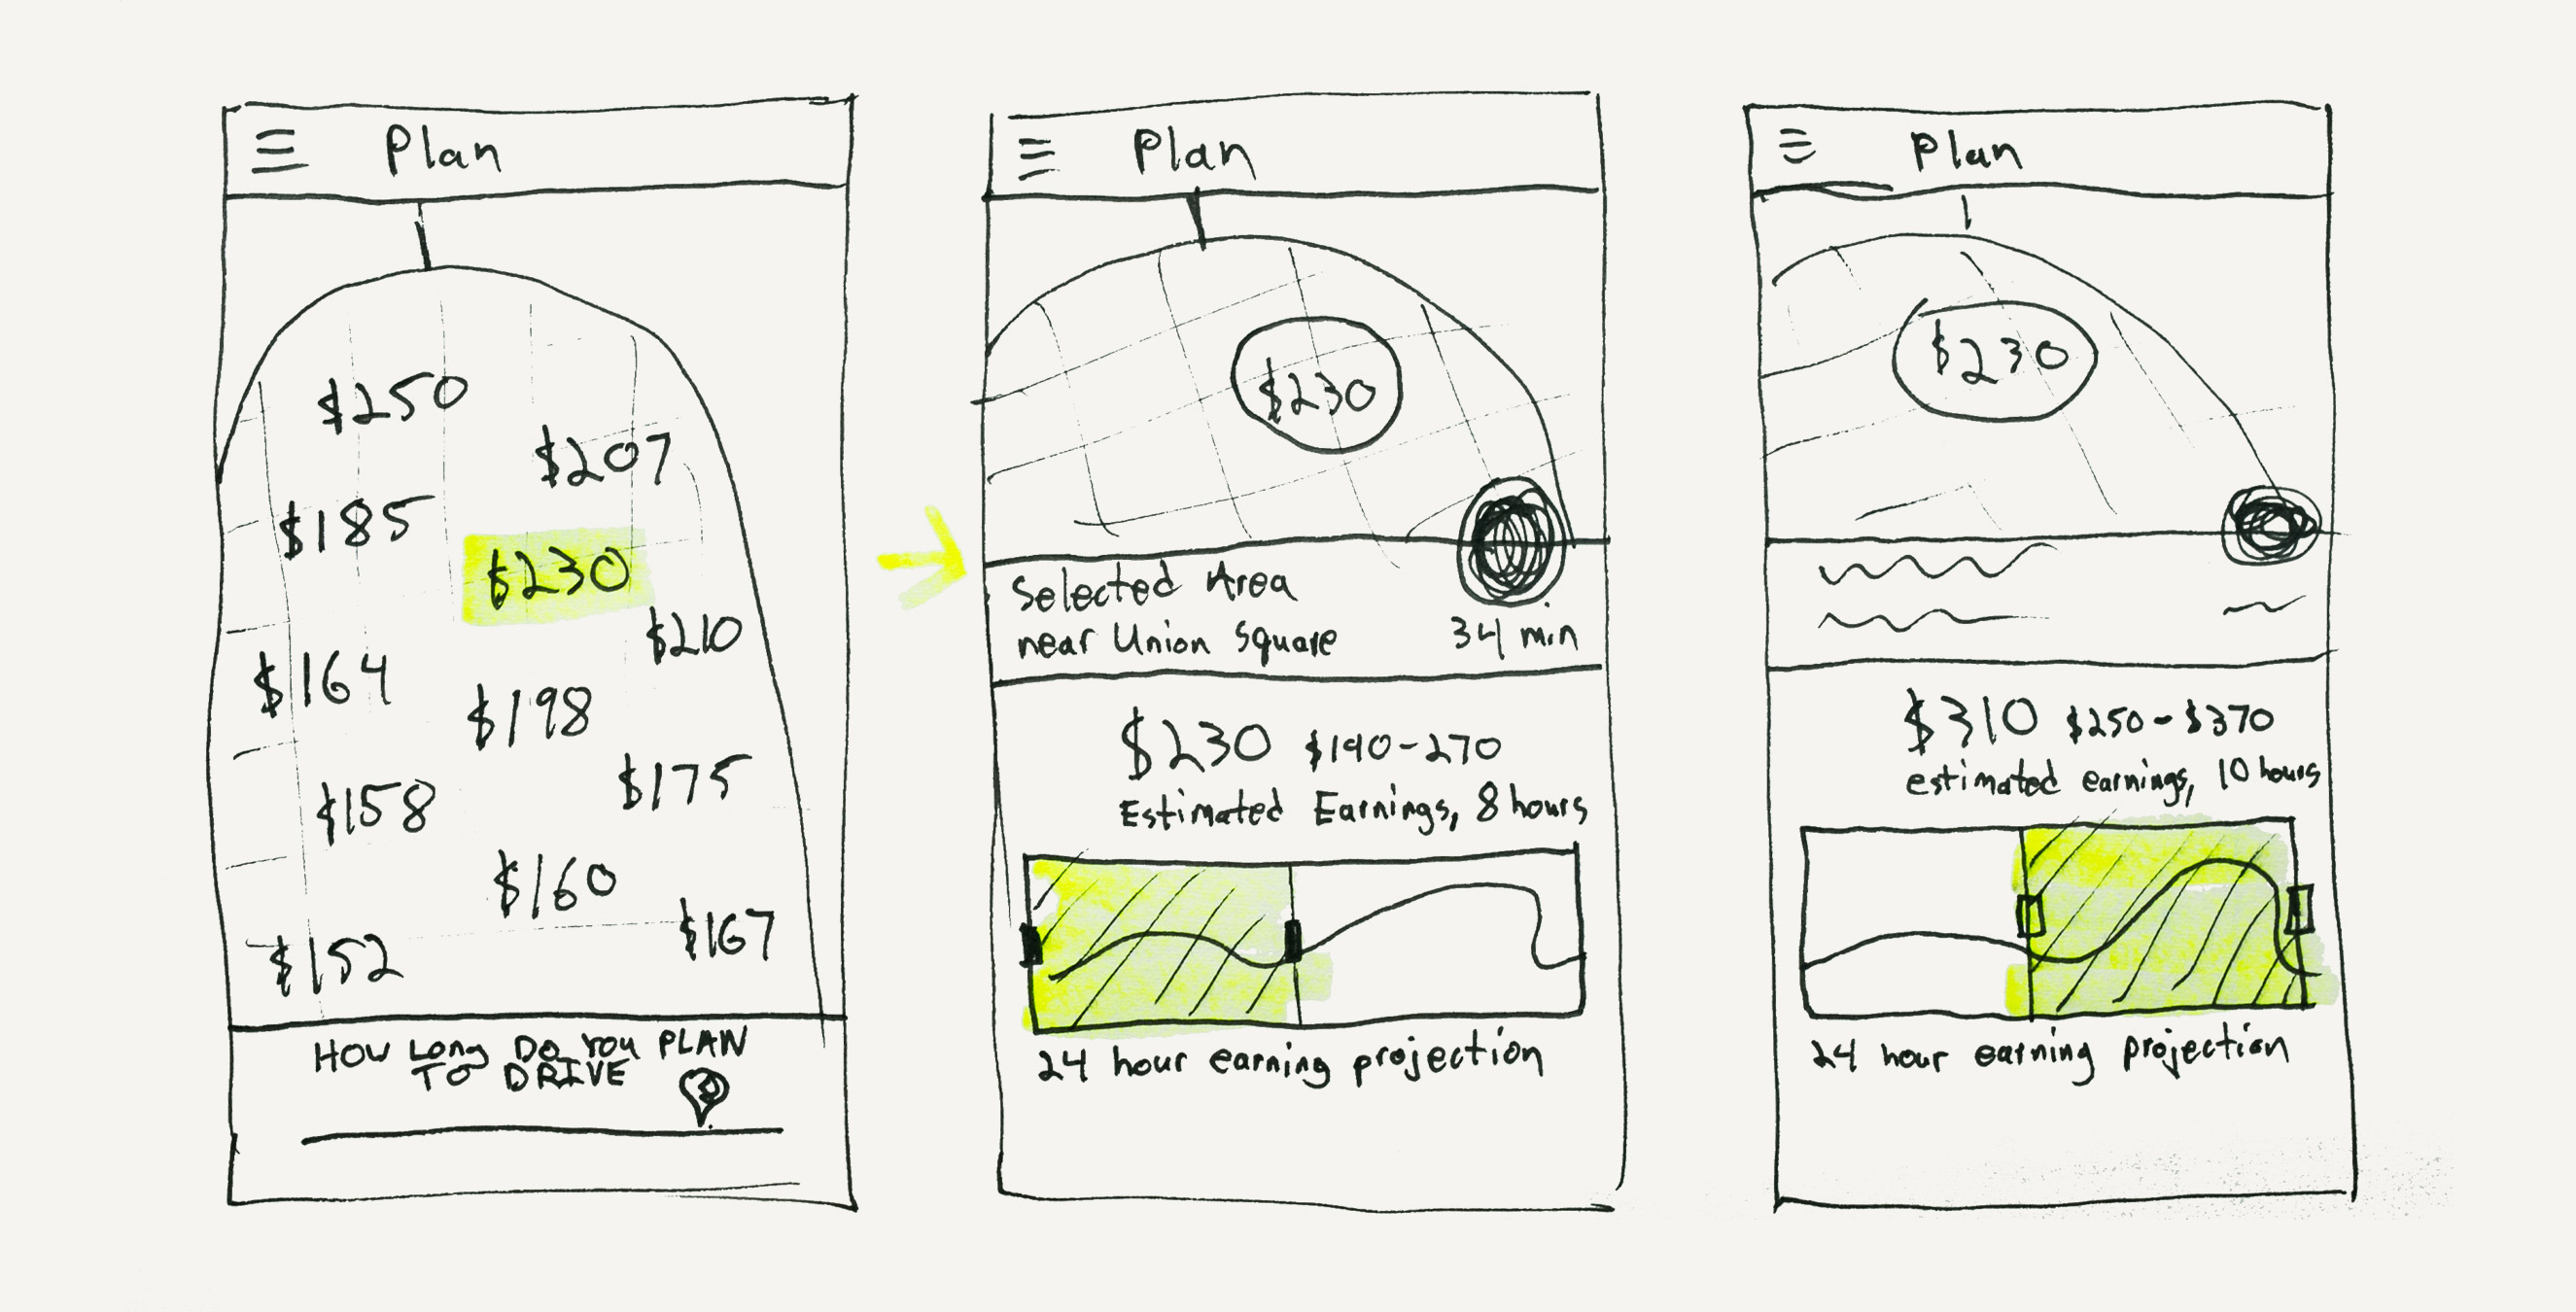 Plan
$250
$207
$185
$230
$210
$164
$198
$175
$158
$160
$167
$152
HOW Long Do You PLAN
TO DRIVE
Plan
$230
Selected Area
near Union Square
34 min
$230 $190-270
Estimated Earnings, 8 hours
24 hour earning projection
Plan
$230
$310 $250-$370
estimated earnings, 10 hours
24 hour earning projection